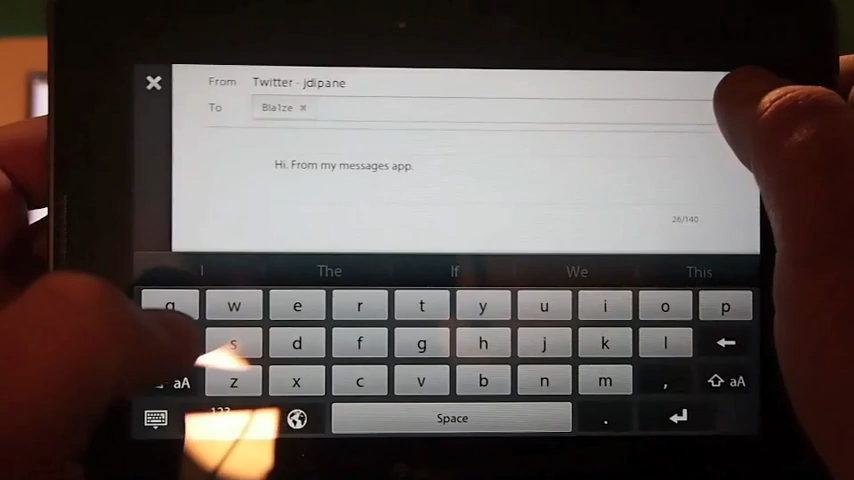 From Twitter - jdipane
To Bla1ze ×
Hi. From my messages app.
26/140
I The If We This
q w e r t y u i o p
s d f g h j k l
aA z x c v b n m , aA
123 Space .